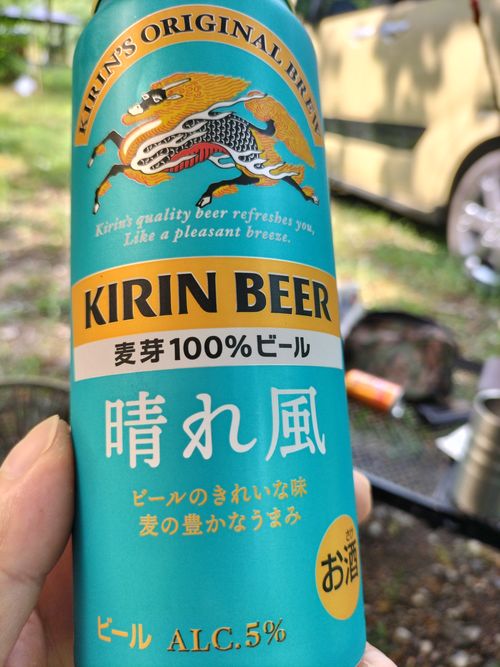 KIRIN'S ORIGINAL BREW
Kirin's quality beer refreshes you,
Like a pleasant breeze.
KIRIN BEER
麦芽100%ビール
晴れ風
ビールのきれいな味
麦の豊かなうまみ
さけ
お酒
ビール ALC.5%